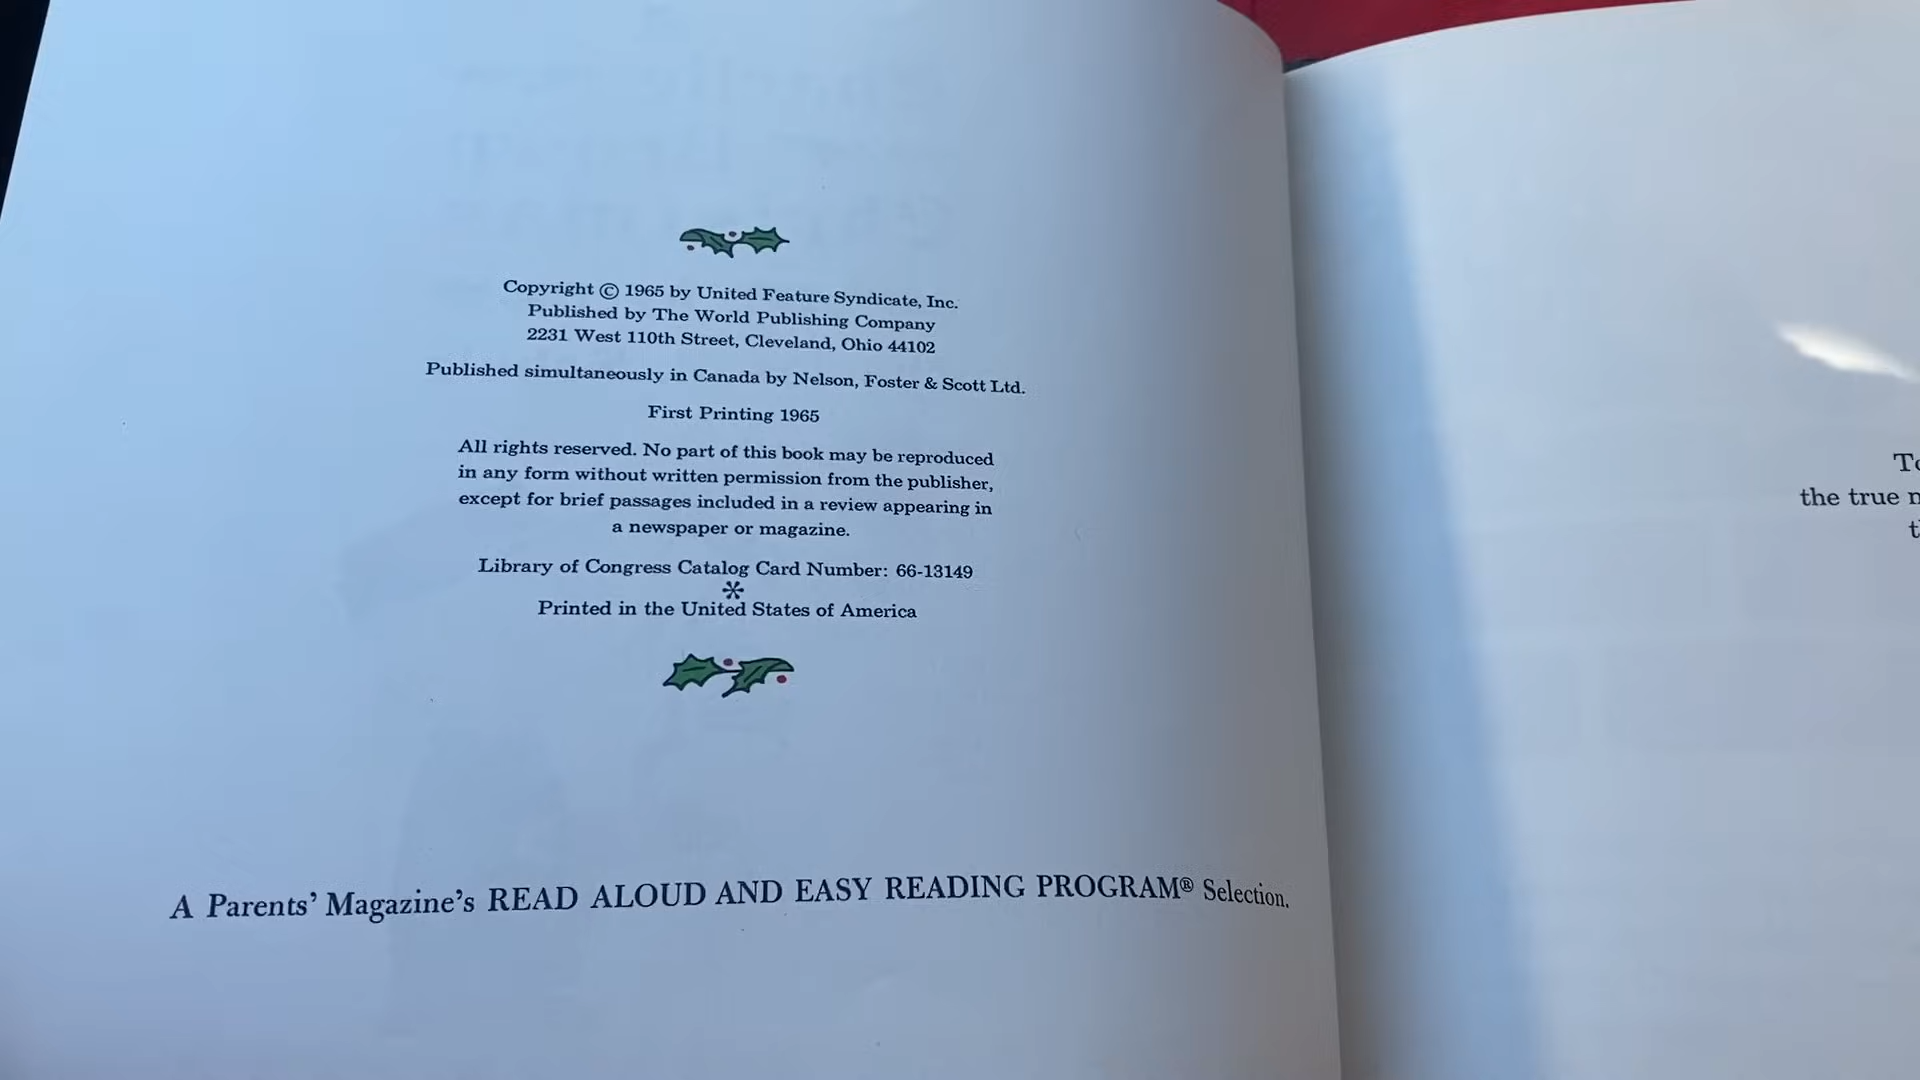 Copyright © 1965 by United Feature Syndicate, Inc.
Published by The World Publishing Company
2231 West 110th Street, Cleveland, Ohio 44102
Published simultaneously in Canada by Nelson, Foster & Scott Ltd.
First Printing 1965
All rights reserved. No part of this book may be reproduced
in any form without written permission from the publisher,
except for brief passages included in a review appearing in
a newspaper or magazine.
Library of Congress Catalog Card Number: 66-13149
*
Printed in the United States of America
A Parents' Magazine's READ ALOUD AND EASY READING PROGRAM® Selection.
the true